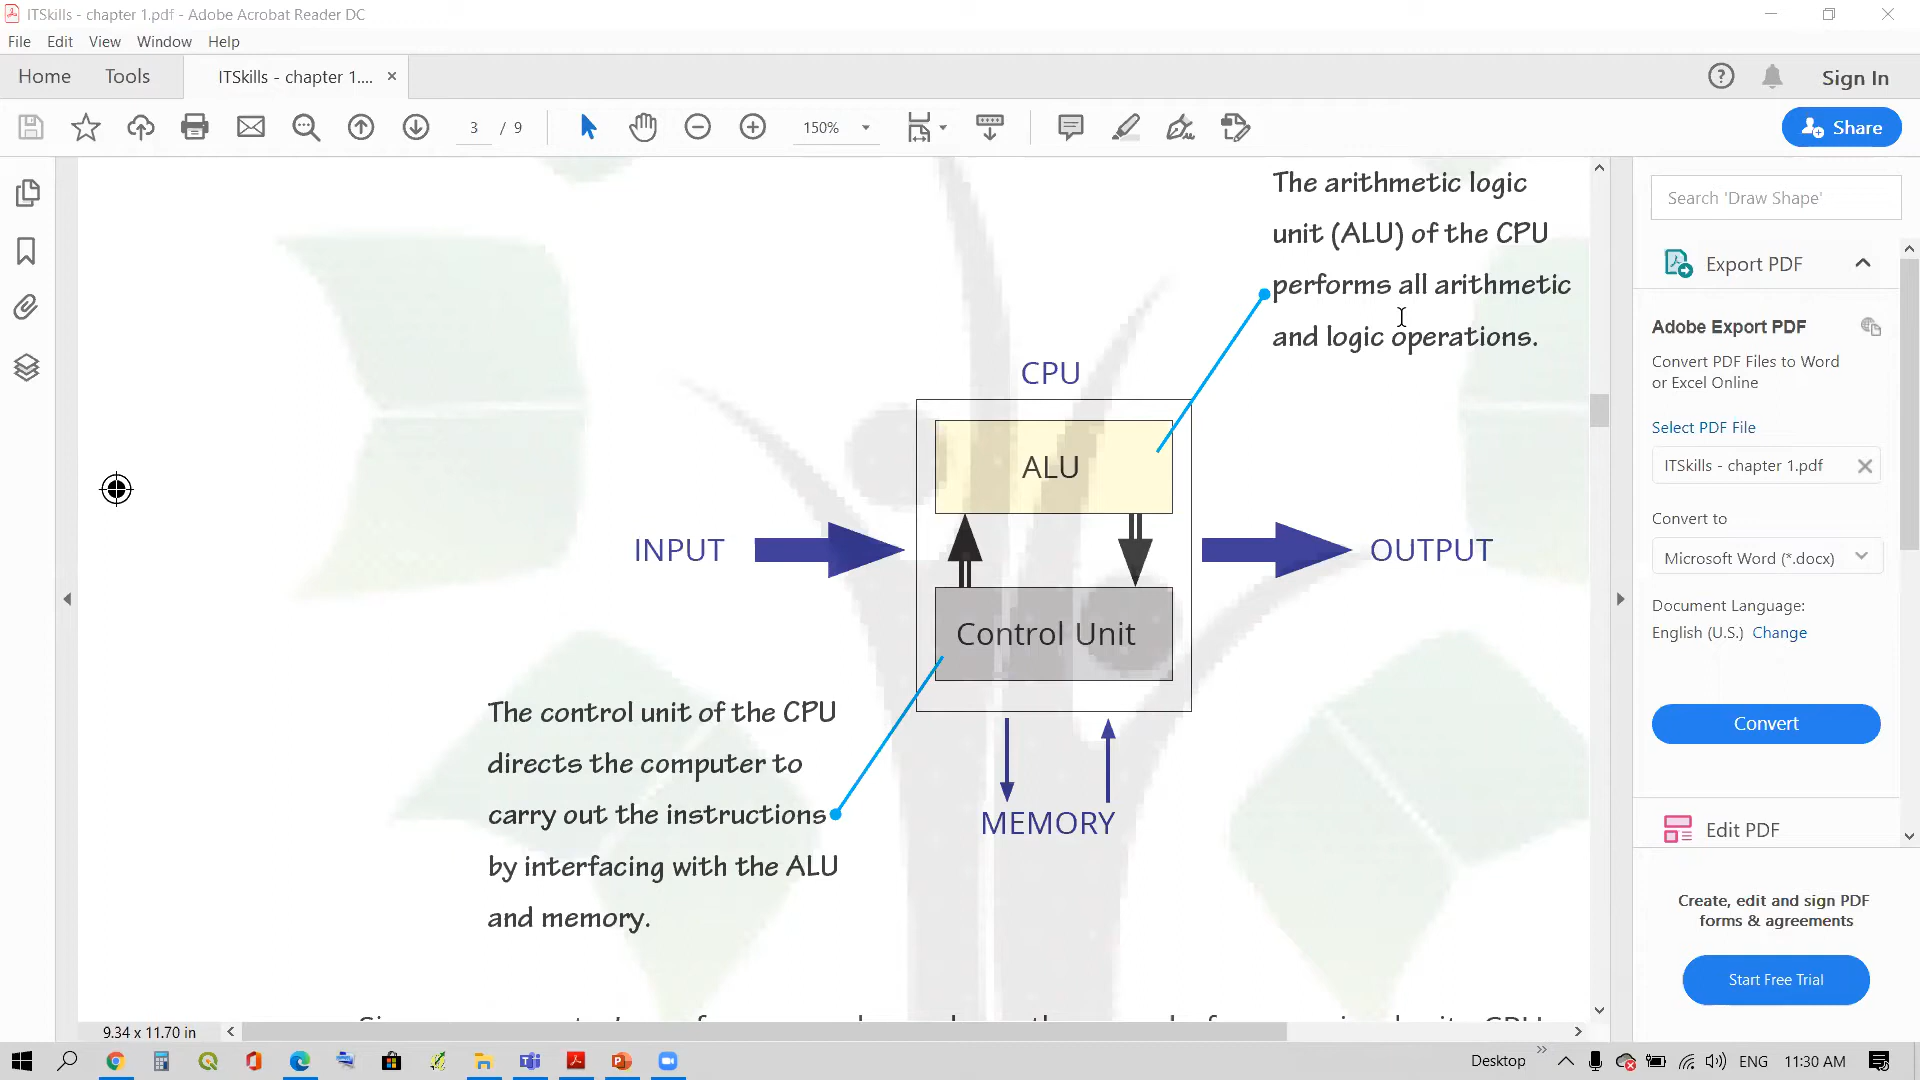 ITSkills - chapter 1.pdf - Adobe Acrobat Reader DC
File Edit View Window Help
Home Tools ITSkills - chapter 1.... × Sign In
3 / 9 150% Share
The arithmetic logic
unit (ALU) of the CPU
performs all arithmetic
and logic operations.
CPU
ALU
INPUT
OUTPUT
Control Unit
MEMORY
The control unit of the CPU
directs the computer to
carry out the instructions
by interfacing with the ALU
and memory.
Search 'Draw Shape'
Export PDF
Adobe Export PDF
Convert PDF Files to Word
or Excel Online
Select PDF File
ITSkills - chapter 1.pdf
Convert to
Microsoft Word (*.docx)
Document Language:
English (U.S.) Change
Convert
Edit PDF
Create, edit and sign PDF
forms & agreements
Start Free Trial
9.34 x 11.70 in
Desktop ENG 11:30 AM